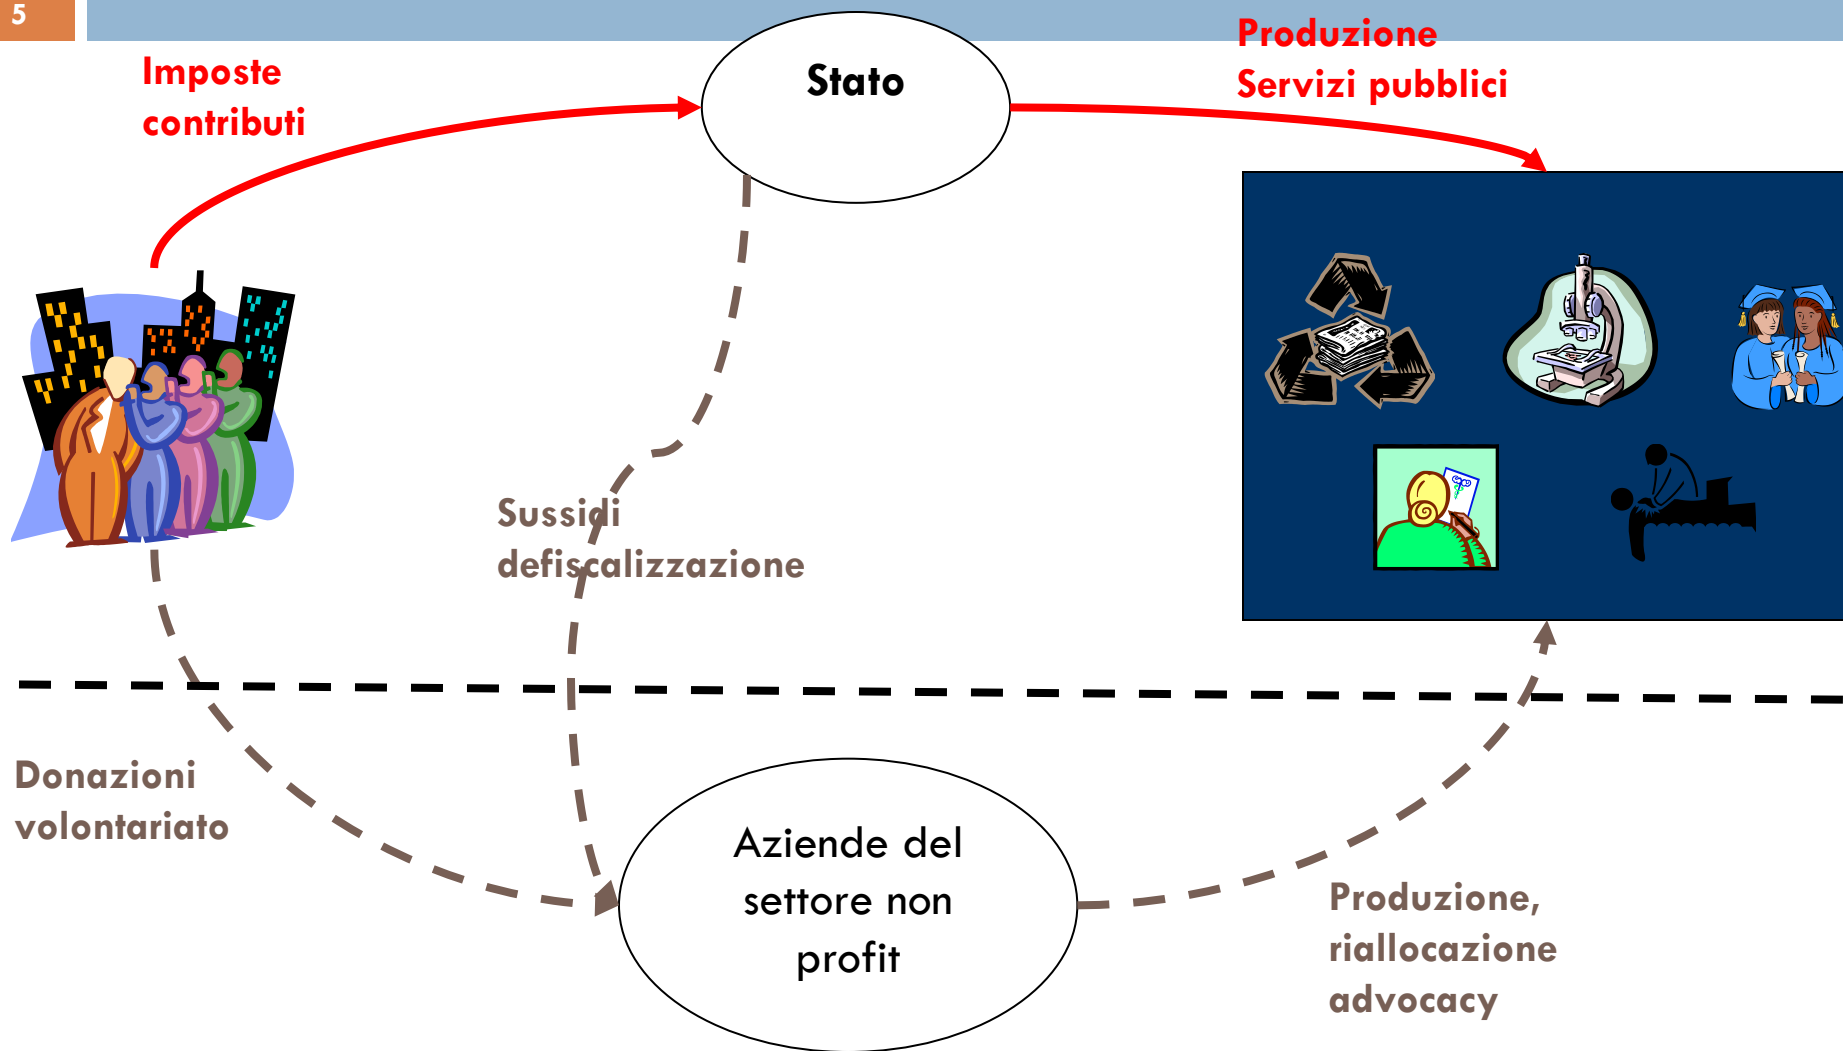 5
Imposte
contributi
Stato
Produzione
Servizi pubblici
Sussidi
defiscalizzazione
Donazioni
volontariato
Aziende del
settore non
profit
Produzione,
riallocazione
advocacy